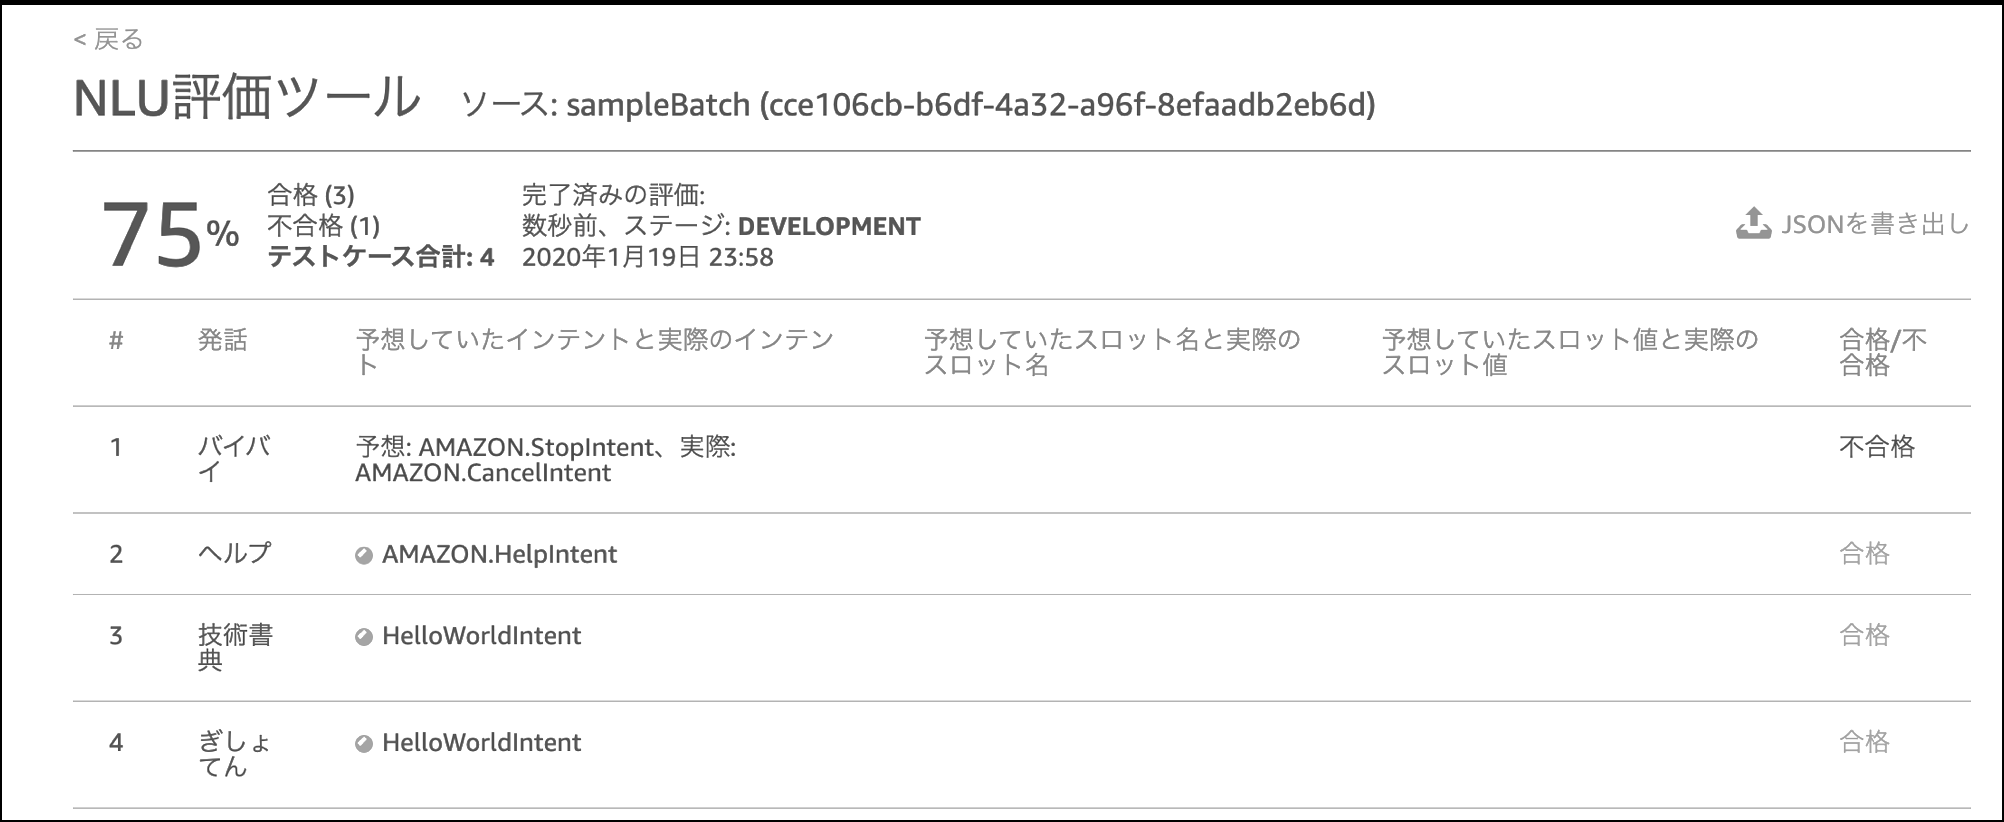 < 戻る
NLU評価ツール ソース: sampleBatch (cce106cb-b6df-4a32-a96f-8efaadb2eb6d)
75%
合格 (3)
不合格 (1)
テストケース合計: 4
完了済みの評価:
数秒前、ステージ: DEVELOPMENT
2020年1月19日 23:58
JSONを書き出し
# 発話 予想していたインテントと実際のインテン
ト
予想していたスロット名と実際の
スロット名
予想していたスロット値と実際の
スロット値
合格/不
合格
1
バイバ
イ
予想: AMAZON.StopIntent、実際:
AMAZON.CancelIntent
不合格
2 ヘルプ AMAZON.HelpIntent 合格
3
技術書
典
HelloWorldIntent
合格
4
ぎしょ
てん
HelloWorldIntent
合格